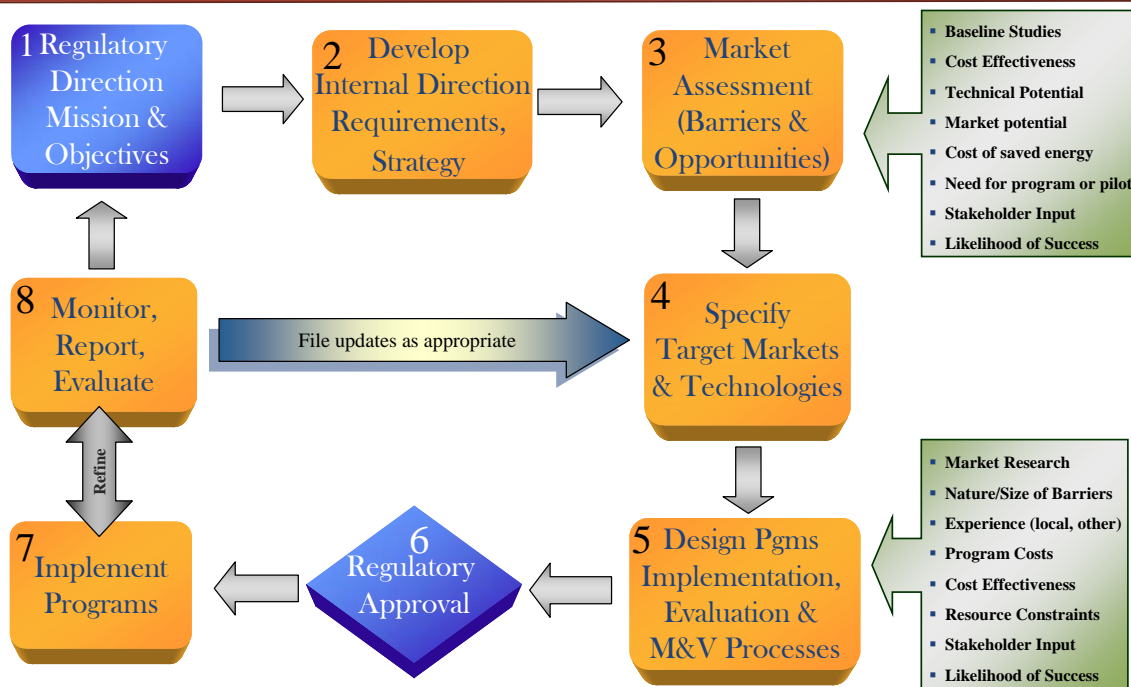 1 Regulatory
Direction
Mission &
Objectives
2 Develop
Internal Direction
Requirements,
Strategy
3 Market
Assessment
(Barriers &
Opportunities)
▪ Baseline Studies
▪ Cost Effectiveness
▪ Technical Potential
▪ Market potential
▪ Cost of saved energy
▪ Need for program or pilot
▪ Stakeholder Input
▪ Likelihood of Success
8 Monitor,
Report,
Evaluate
File updates as appropriate
4 Specify
Target Markets
& Technologies
Refine
7 Implement
Programs
6
Regulatory
Approval
5 Design Pgms
Implementation,
Evaluation &
M&V Processes
▪ Market Research
▪ Nature/Size of Barriers
▪ Experience (local, other)
▪ Program Costs
▪ Cost Effectiveness
▪ Resource Constraints
▪ Stakeholder Input
▪ Likelihood of Success